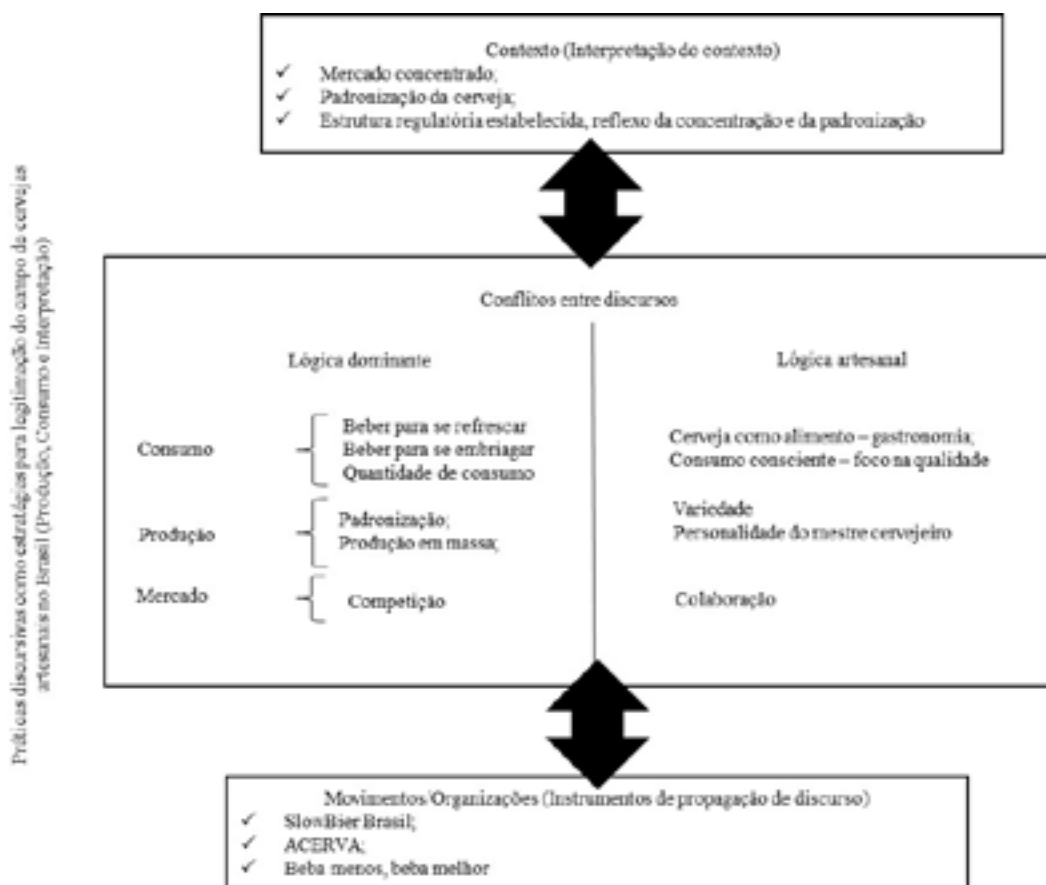 Contexto (Interpretação do contexto)
✓ Mercado concentrado;
✓ Padronização da cerveja;
✓ Estrutura regulatória estabelecida, reflexo da concentração e da padronização
Práticas discursivas como estratégias para legitimação do campo de cervejas
artesanais no Brasil (Produção, Consumo e Interpretação)
Conflitos entre discursos
Lógica dominante
Lógica artesanal
Consumo
Beber para se refrescar
Beber para se embriagar
Quantidade de consumo
Cerveja como alimento – gastronomia;
Consumo consciente – foco na qualidade
Produção
Padronização;
Produção em massa;
Variedade
Personalidade do mestre cervejeiro
Mercado
Competição
Colaboração
Movimentos/Organizações (Instrumentos de propagação de discurso)
✓ SlowBier Brasil;
✓ ACERVA;
✓ Beba menos, beba melhor